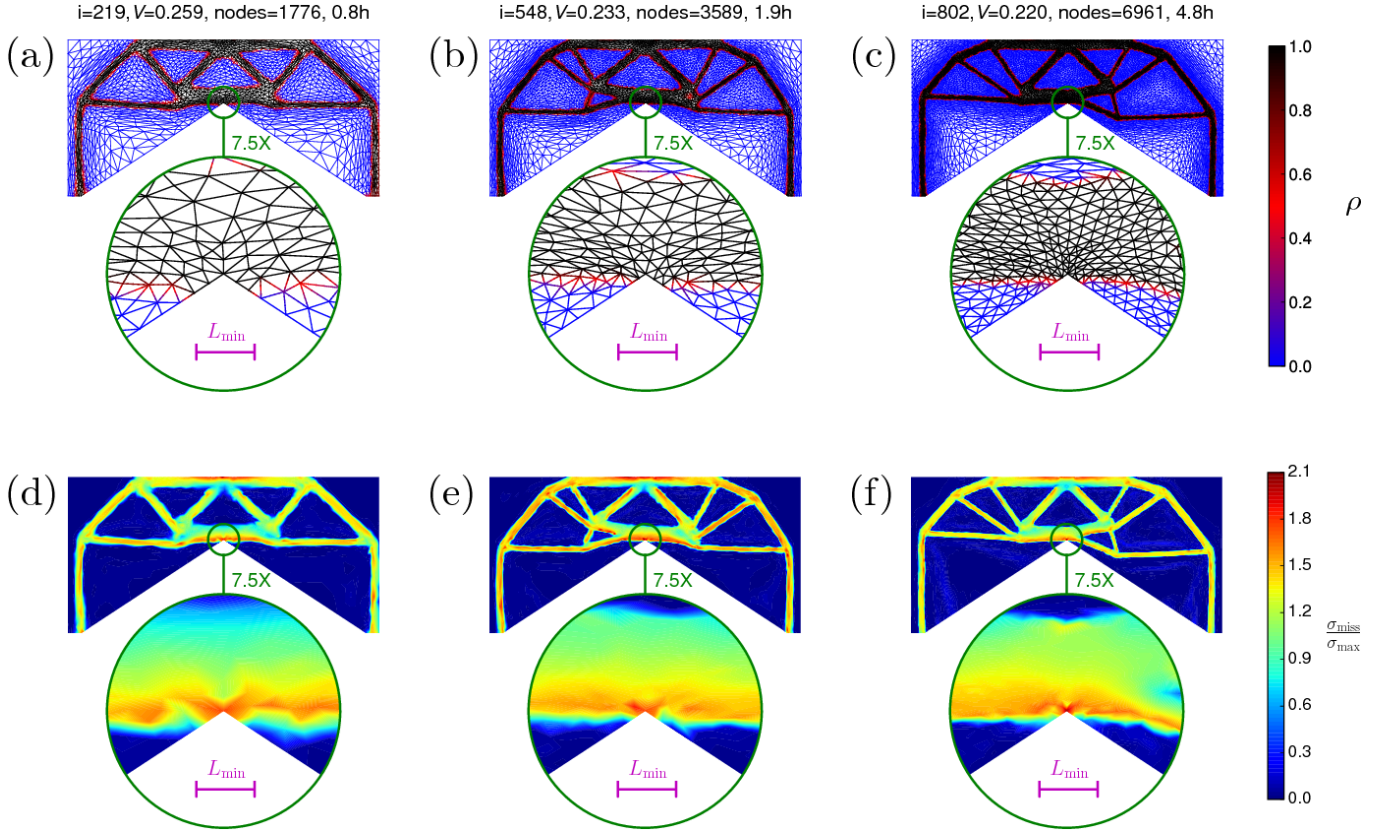 i=219, V=0.259, nodes=1776, 0.8h
i=548, V=0.233, nodes=3589, 1.9h
i=802, V=0.220, nodes=6961, 4.8h
(a)
(b)
(c)
7.5X
7.5X
7.5X
L_min
L_min
L_min
1.0
0.8
0.6
0.4
0.2
0.0
ρ
(d)
(e)
(f)
7.5X
7.5X
7.5X
L_min
L_min
L_min
2.1
1.8
1.5
1.2
0.9
0.6
0.3
0.0
σ_miss
σ_max